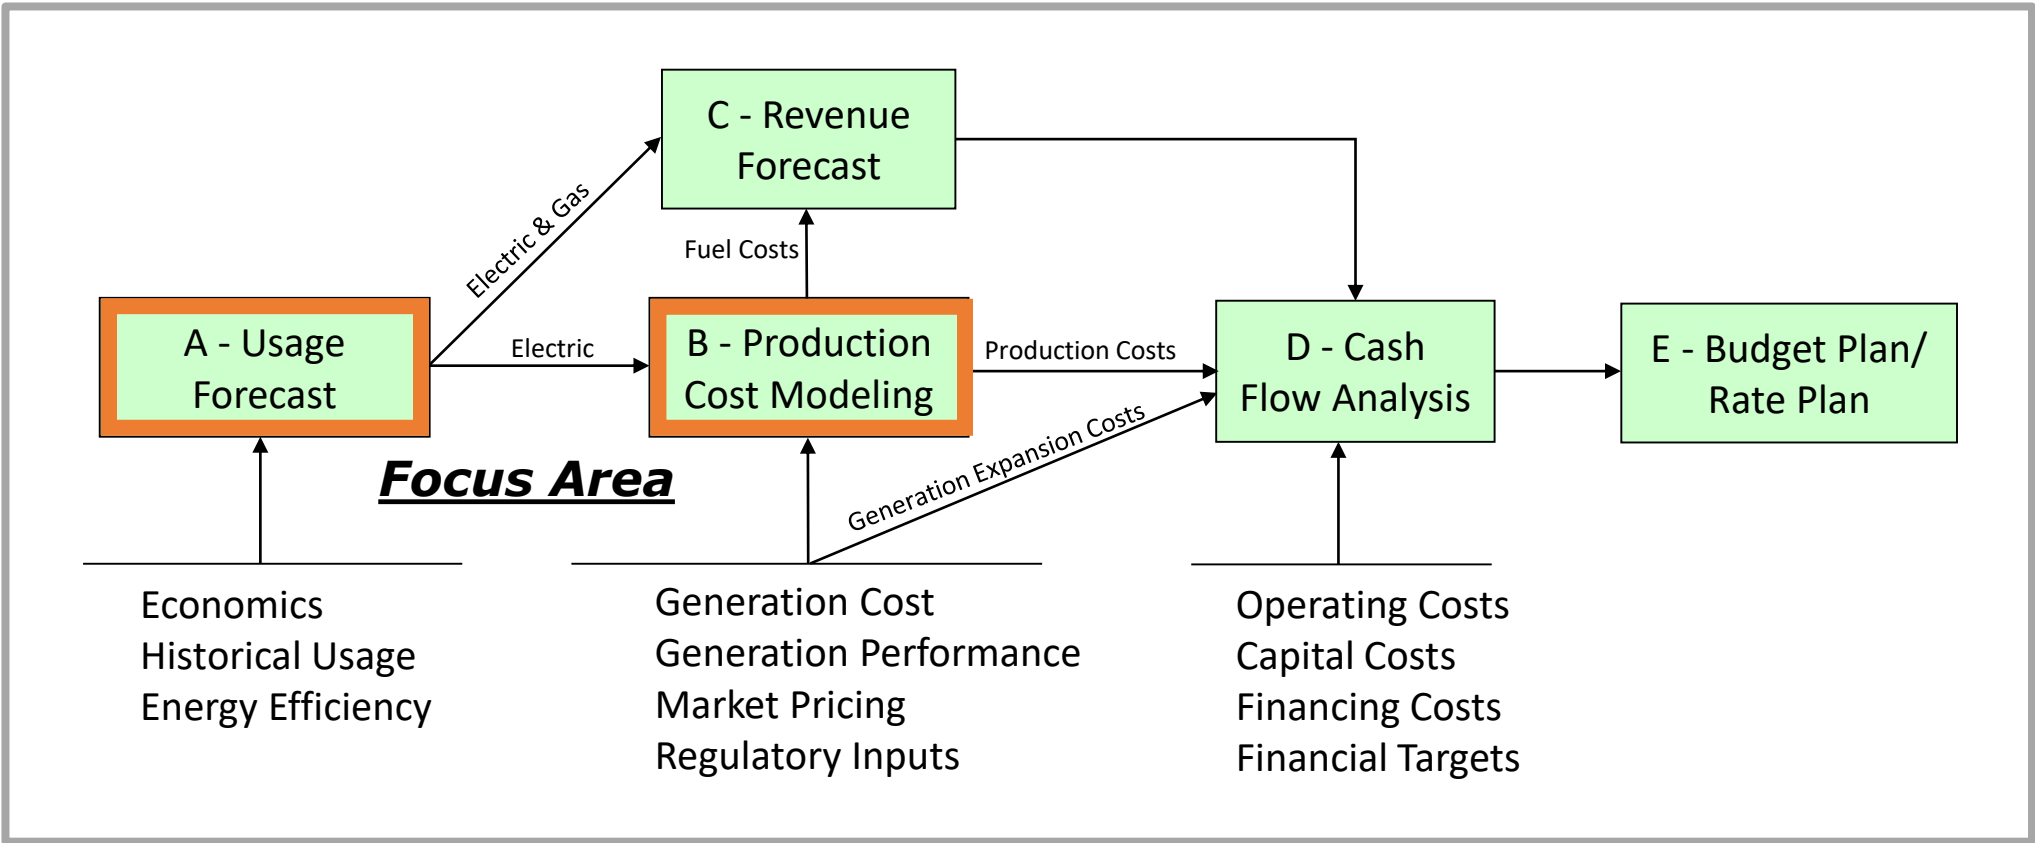 C - Revenue
Forecast
Electric & Gas
Fuel Costs
A - Usage
Forecast
Electric
B - Production
Cost Modeling
Production Costs
D - Cash
Flow Analysis
E - Budget Plan/
Rate Plan
Focus Area
Generation Expansion Costs
Economics
Historical Usage
Energy Efficiency
Generation Cost
Generation Performance
Market Pricing
Regulatory Inputs
Operating Costs
Capital Costs
Financing Costs
Financial Targets